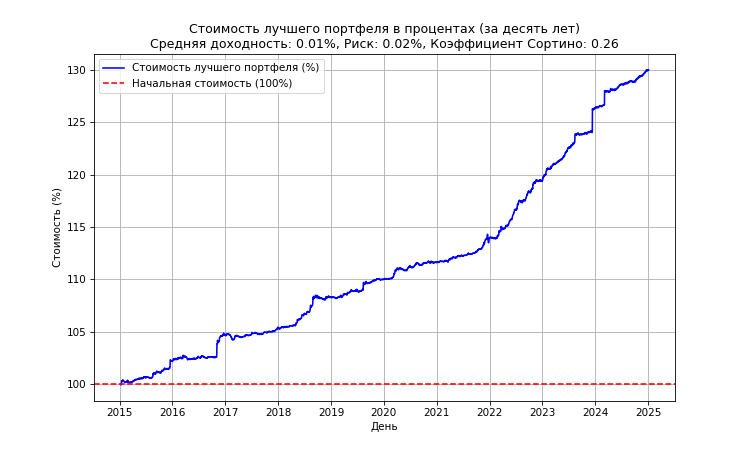 Стоимость лучшего портфеля в процентах (за десять лет)
Средняя доходность: 0.01%, Риск: 0.02%, Коэффициент Сортино: 0.26
Стоимость лучшего портфеля (%)
Начальная стоимость (100%)
Стоимость (%)
130
125
120
115
110
105
100
2015 2016 2017 2018 2019 2020 2021 2022 2023 2024 2025
День